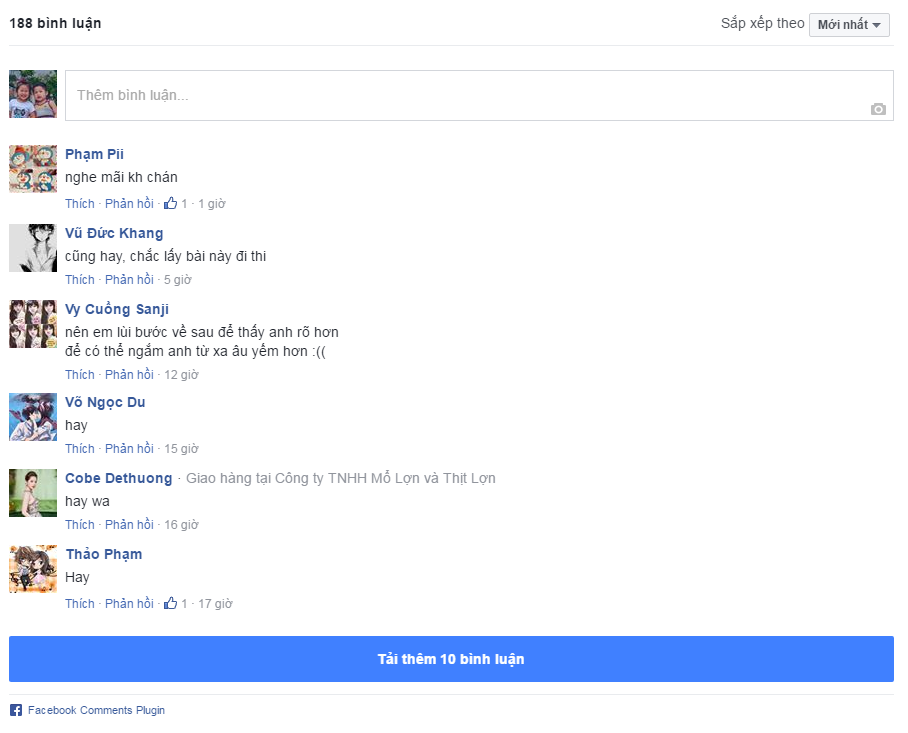 188 bình luận
Sắp xếp theo Mới nhất
Thêm bình luận...
Phạm Pii
nghe mãi kh chán
Thích · Phản hồi · 1 · 1 giờ
Vũ Đức Khang
cũng hay, chắc lấy bài này đi thi
Thích · Phản hồi · 5 giờ
Vy Cuồng Sanji
nên em lùi bước về sau để thấy anh rõ hơn
để có thể ngắm anh từ xa âu yếm hơn :((
Thích · Phản hồi · 12 giờ
Võ Ngọc Du
hay
Thích · Phản hồi · 15 giờ
Cobe Dethuong · Giao hàng tại Công ty TNHH Mổ Lợn và Thịt Lợn
hay wa
Thích · Phản hồi · 16 giờ
Thảo Phạm
Hay
Thích · Phản hồi · 1 · 17 giờ
Tải thêm 10 bình luận
Facebook Comments Plugin